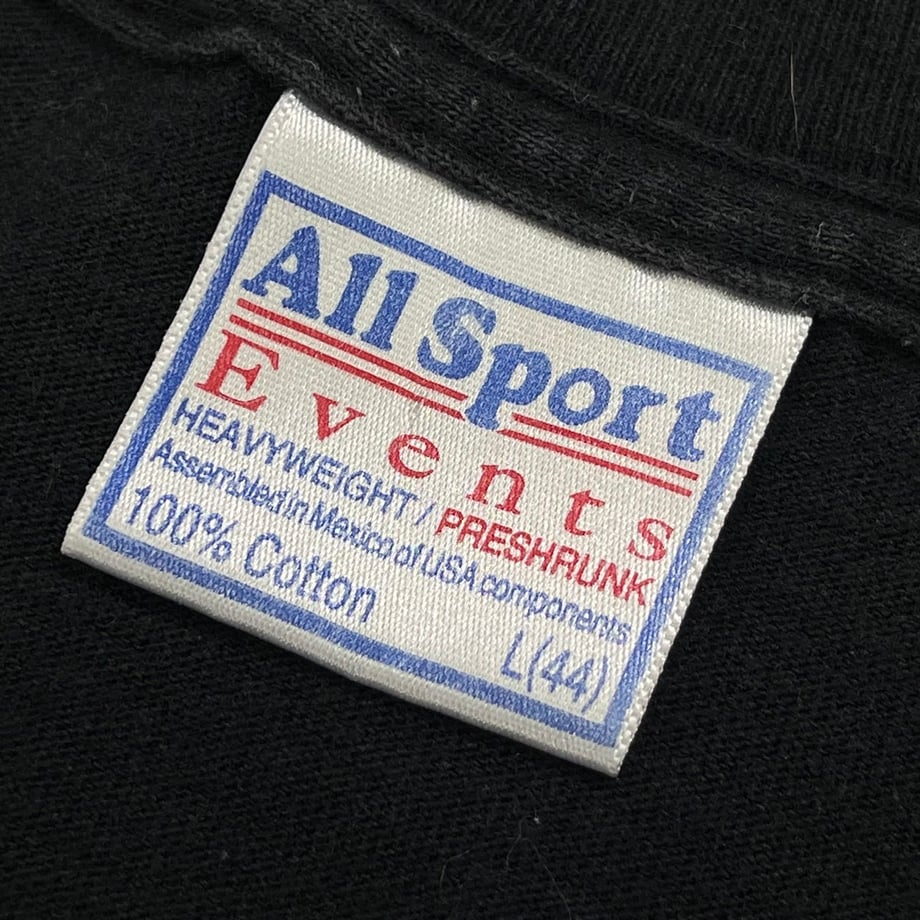 All Sport
Events
HEAVYWEIGHT / PRESHRUNK
Assembled in Mexico of USA components
100% Cotton
L(44)